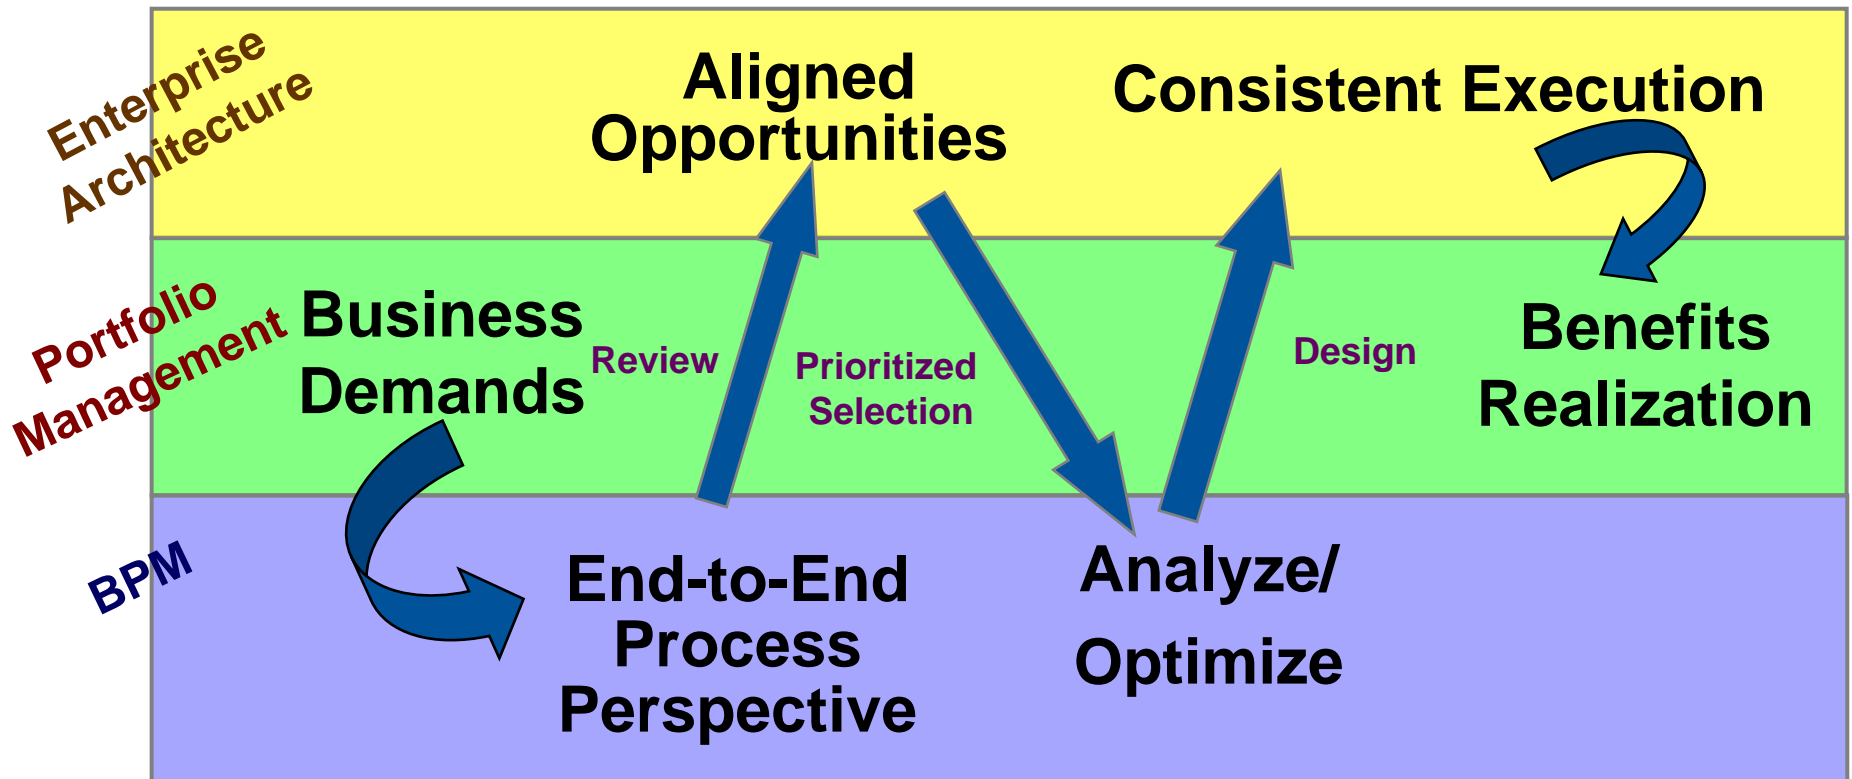 Enterprise
Architecture
Aligned
Opportunities
Consistent Execution
Portfolio
Management
Business
Demands
Review
Prioritized
Selection
Design
Benefits
Realization
BPM
End-to-End
Process
Perspective
Analyze/
Optimize